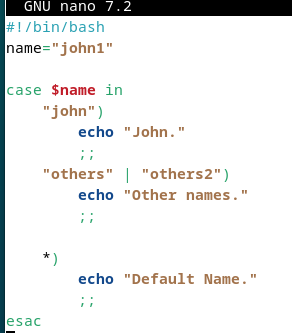 GNU nano 7.2
#!/bin/bash
name="john1"
case $name in
"john")
echo "John."
;;
"others" | "others2")
echo "Other names."
;;
*)
echo "Default Name."
;;
esac